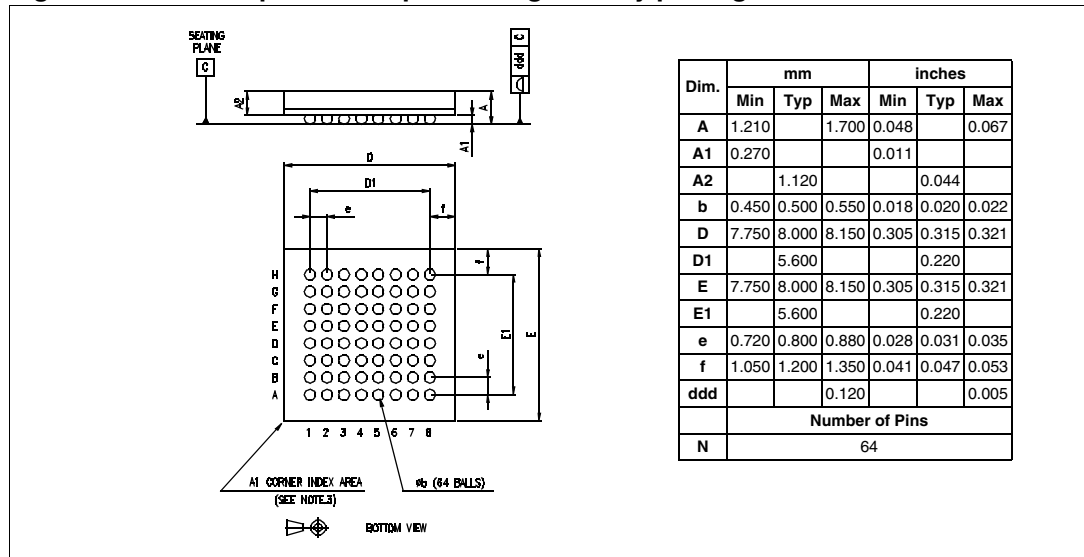 SEATING
PLANE
C
A2
A
A1
ddd C
D
D1
e
f
f
H
G
F
E
D
C
B
A
E1
E
e
1 2 3 4 5 6 7 8
A1 CORNER INDEX AREA
(SEE NOTE.3)
øb (64 BALLS)
BOTTOM VIEW
Dim. mm inches
Min Typ Max Min Typ Max
A 1.210 1.700 0.048 0.067
A1 0.270 0.011
A2 1.120 0.044
b 0.450 0.500 0.550 0.018 0.020 0.022
D 7.750 8.000 8.150 0.305 0.315 0.321
D1 5.600 0.220
E 7.750 8.000 8.150 0.305 0.315 0.321
E1 5.600 0.220
e 0.720 0.800 0.880 0.028 0.031 0.035
f 1.050 1.200 1.350 0.041 0.047 0.053
ddd 0.120 0.005
Number of Pins
N 64